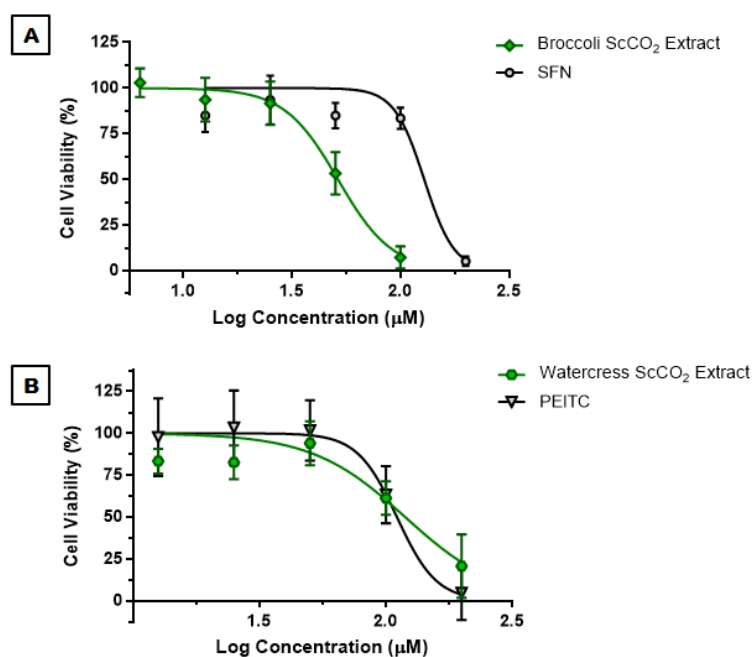 A
Broccoli ScCO₂ Extract
SFN
Cell Viability (%)
125
100
75
50
25
0
1.0 1.5 2.0 2.5
Log Concentration (µM)
B
Watercress ScCO₂ Extract
PEITC
Cell Viability (%)
125
100
75
50
25
0
1.5 2.0 2.5
Log Concentration (µM)